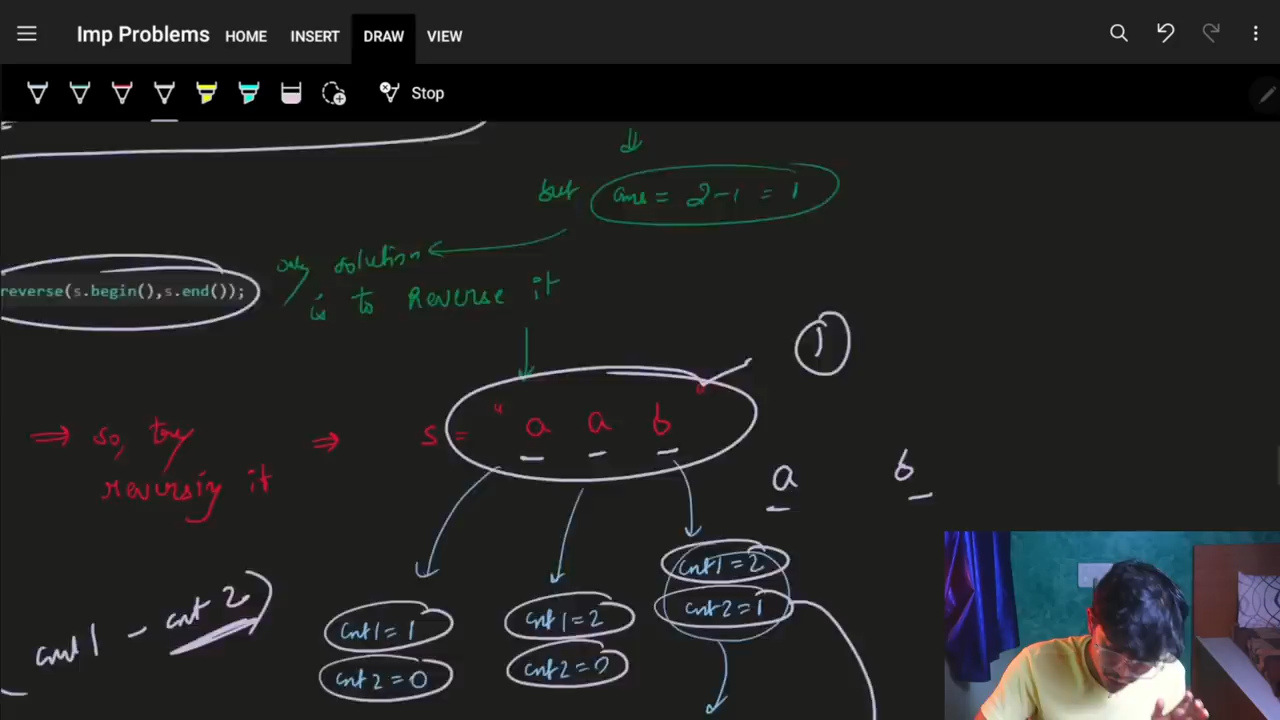 Imp Problems HOME INSERT DRAW VIEW
Stop
but ans = 2-1 = 1
only solution
is to Reverse it
reverse(s.begin(),s.end());
1
⇒ so, try ⇒ s = "a a b"
reversiy it
a b
cnt1 = 2
cnt2 = 1
cnt1 - cnt2
cnt1 = 1 cnt1 = 2
cnt2 = 0 cnt2 = 0